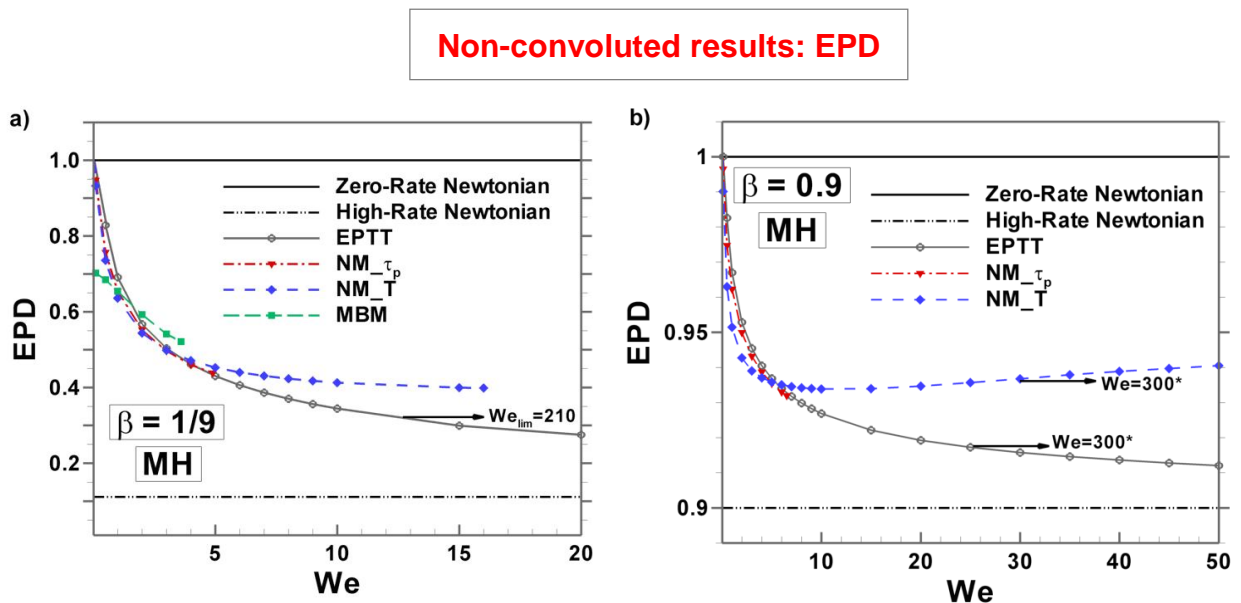 Non-convoluted results: EPD
a)
EPD
1.0
0.8
0.6
0.4
0.2
Zero-Rate Newtonian
High-Rate Newtonian
EPTT
NM_τp
NM_T
MBM
We_lim=210
β = 1/9
MH
5
10
15
20
We
b)
EPD
1
0.95
0.9
β = 0.9
MH
Zero-Rate Newtonian
High-Rate Newtonian
EPTT
NM_τp
NM_T
We=300*
We=300*
10
20
30
40
50
We